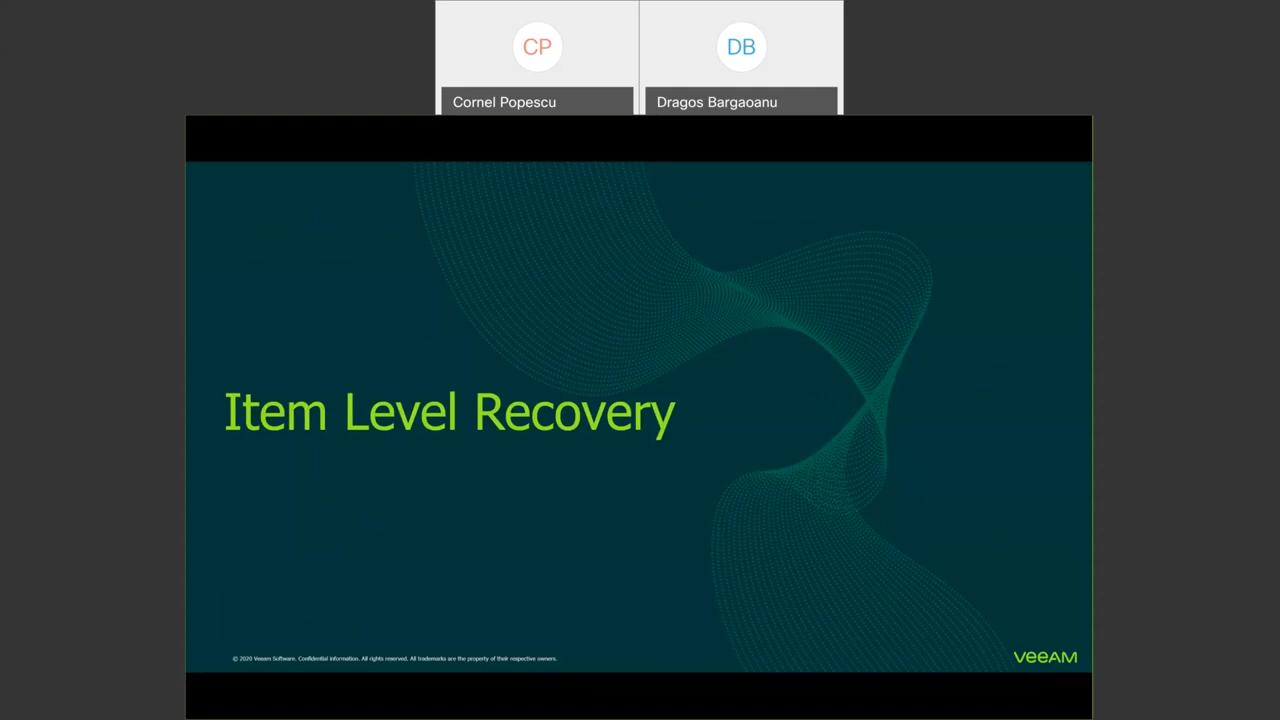 CP
DB
Cornel Popescu
Dragos Bargaoanu
Item Level Recovery
© 2020 Veeam Software. Confidential information. All rights reserved. All trademarks are the property of their respective owners.
veeAM